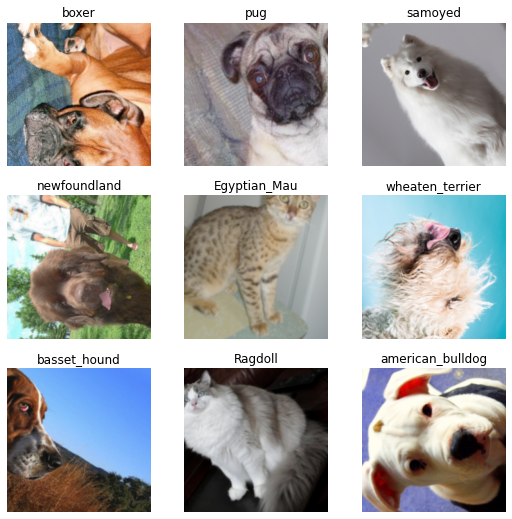 boxer
pug
samoyed
newfoundland
Egyptian_Mau
wheaten_terrier
basset_hound
Ragdoll
american_bulldog